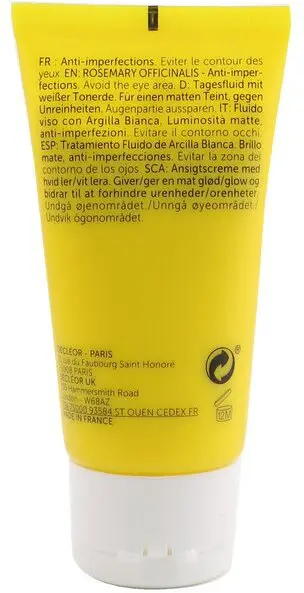 FR : Anti-imperfections. Eviter le contour des
yeux EN: ROSEMARY OFFICINALIS - Anti-imper-
fections. Avoid the eye area. D: Tagesfluid mit
weißer Tonerde. Für einen matten Teint, gegen
Unreinheiten. Augenpartie aussparen. IT: Fluido
viso con Argilla Bianca. Luminosità matte,
anti-imperfezioni. Evitare il contorno occhi.
ESP: Tratamiento Fluido de Arcilla Blanca. Brillo
mate, anti-imperfecciones. Evitar la zona del
contorno de los ojos. SCA: Ansigtscreme med
hvid ler/vit lera. Giver/ger en mat glød/glow og
bidrar til at forhindre urenheder/orenheter.
Undgå øjenområdet./Unngå øyeområdet./
Undvik ögonområdet.
DECLÉOR - PARIS
rue du Faubourg Saint Honoré
75008 PARIS
DECLÉOR UK
Hammersmith Road
London - W68AZ
93584 ST OUEN CEDEX FR
MADE IN FRANCE
12M